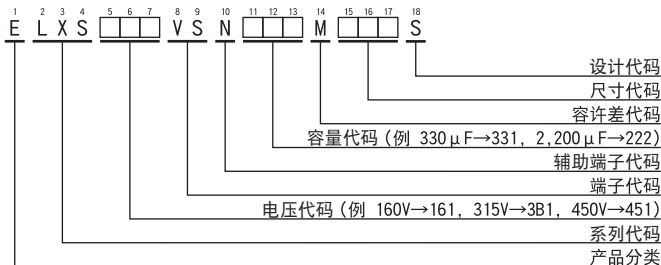 1 2 3 4 5 6 7 8 9 10 11 12 13 14 15 16 17 18
E L X S □□□ V S N □□□ M □□□ S
设计代码
尺寸代码
容许差代码
容量代码 (例 330μF→331, 2,200μF→222)
辅助端子代码
端子代码
电压代码 (例 160V→161, 315V→3B1, 450V→451)
系列代码
产品分类